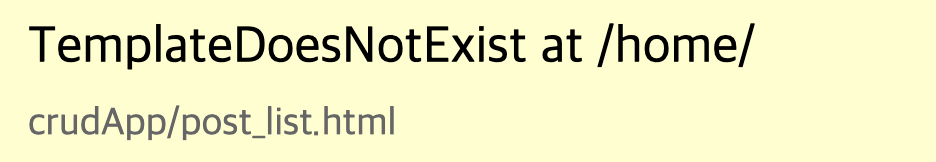 TemplateDoesNotExist at /home/
crudApp/post_list.html